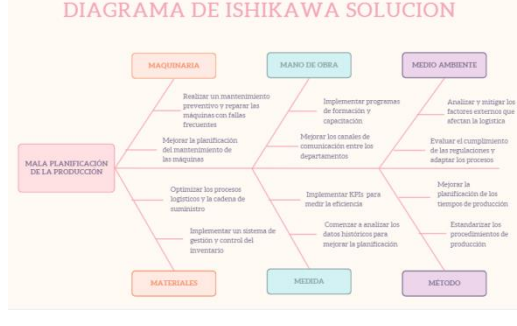 DIAGRAMA DE ISHIKAWA SOLUCION
MAQUINARIA
MANO DE OBRA
MEDIO AMBIENTE
Realizar un mantenimiento
preventivo y reparar las
máquinas con fallas
frecuentes
Mejorar la planificación
del mantenimiento de
las máquinas
Implementar programas
de formación y
capacitación
Mejorar los canales de
comunicación entre los
departamentos
Analizar y mitigar los
factores externos que
afectan la logística
Evaluar el cumplimiento
de las regulaciones y
adaptar los procesos
MALA PLANIFICACIÓN
DE LA PRODUCCIÓN
Optimizar los procesos
logísticos y la cadena de
suministro
Implementar un sistema de
gestión y control del
inventario
Implementar KPIs para
medir la eficiencia
Comenzar a analizar los
datos históricos para
mejorar la planificación
Mejorar la
planificación de los
tiempos de producción
Estandarizar los
procedimientos de
producción
MATERIALES
MEDIDA
MÉTODO